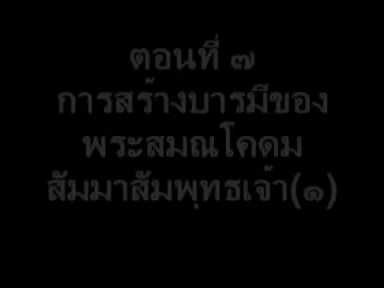 ตอนที่ ๗
การสร้างบารมีของ
พระสมณโคดม
สัมมาสัมพุทธเจ้า(๑)